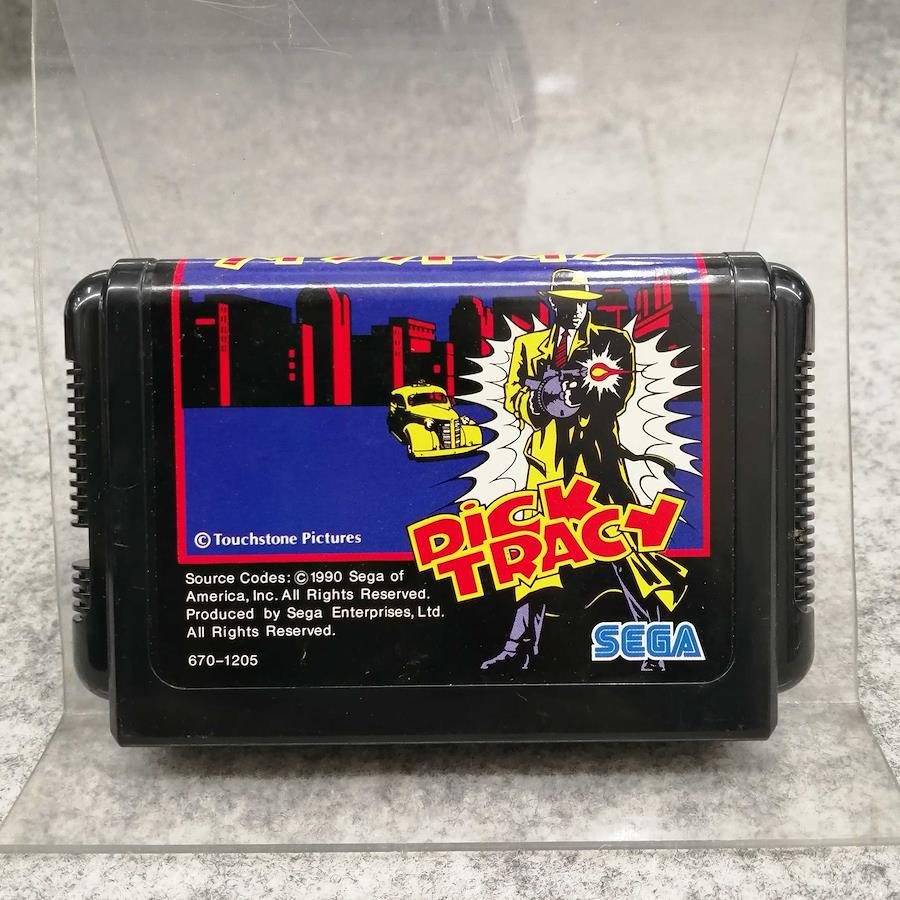 © Touchstone Pictures
DICK
TRACY
Source Codes: © 1990 Sega of
America, Inc. All Rights Reserved.
Produced by Sega Enterprises, Ltd.
All Rights Reserved.
670-1205
SEGA